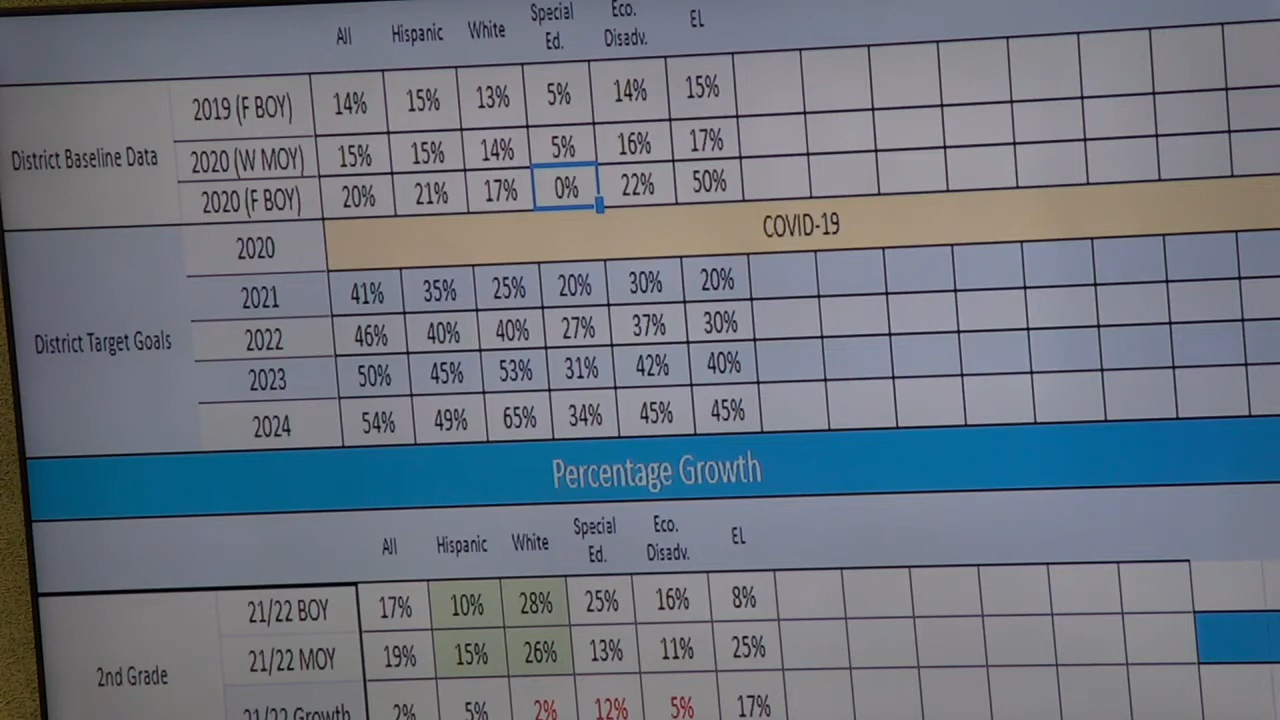 All Hispanic White Special Ed. Eco. Disadv. EL
District Baseline Data
2019 (F BOY) 14% 15% 13% 5% 14% 15%
2020 (W MOY) 15% 15% 14% 5% 16% 17%
2020 (F BOY) 20% 21% 17% 0% 22% 50%
District Target Goals
2020 COVID-19
2021 41% 35% 25% 20% 30% 20%
2022 46% 40% 40% 27% 37% 30%
2023 50% 45% 53% 31% 42% 40%
2024 54% 49% 65% 34% 45% 45%
Percentage Growth
All Hispanic White Special Ed. Eco. Disadv. EL
2nd Grade
21/22 BOY 17% 10% 28% 25% 16% 8%
21/22 MOY 19% 15% 26% 13% 11% 25%
21/22 Growth 2% 5% 2% 12% 5% 17%